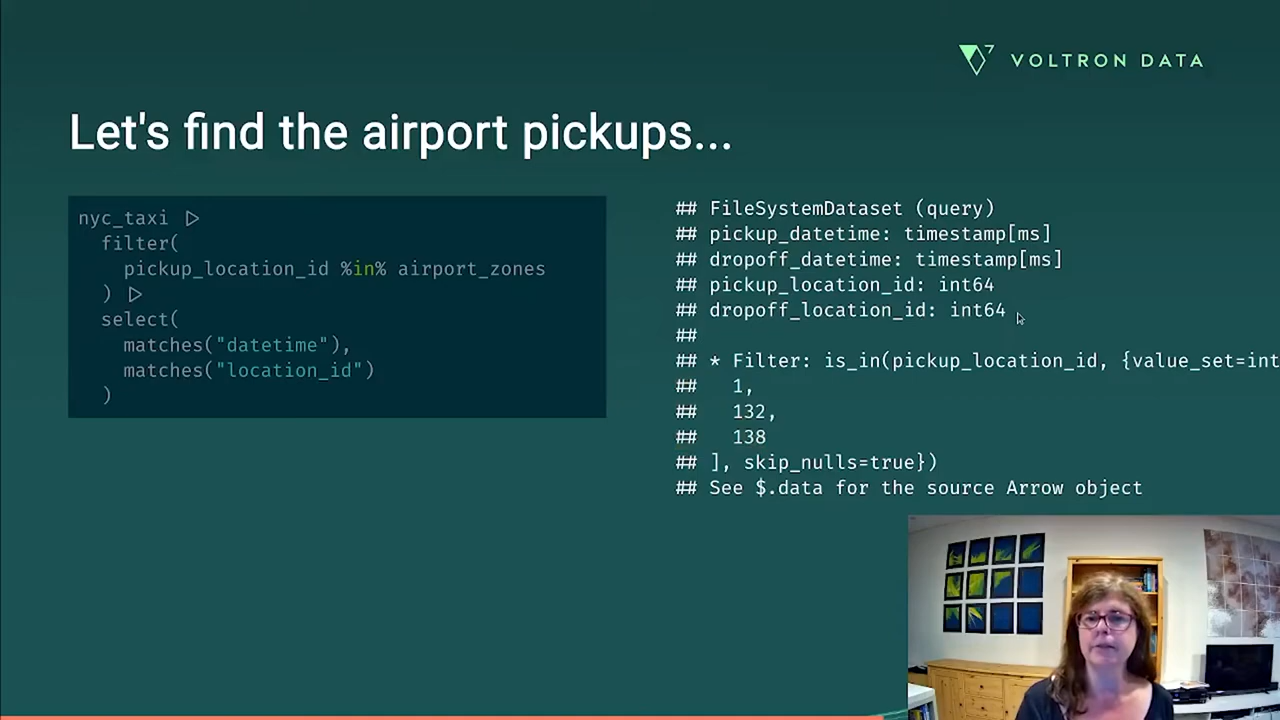 VOLTRON DATA
Let's find the airport pickups...
nyc_taxi |>
filter(
pickup_location_id %in% airport_zones
) |>
select(
matches("datetime"),
matches("location_id")
)
## FileSystemDataset (query)
## pickup_datetime: timestamp[ms]
## dropoff_datetime: timestamp[ms]
## pickup_location_id: int64
## dropoff_location_id: int64
##
## * Filter: is_in(pickup_location_id, {value_set=int
##   1,
##   132,
##   138
## ], skip_nulls=true})
## See $.data for the source Arrow object